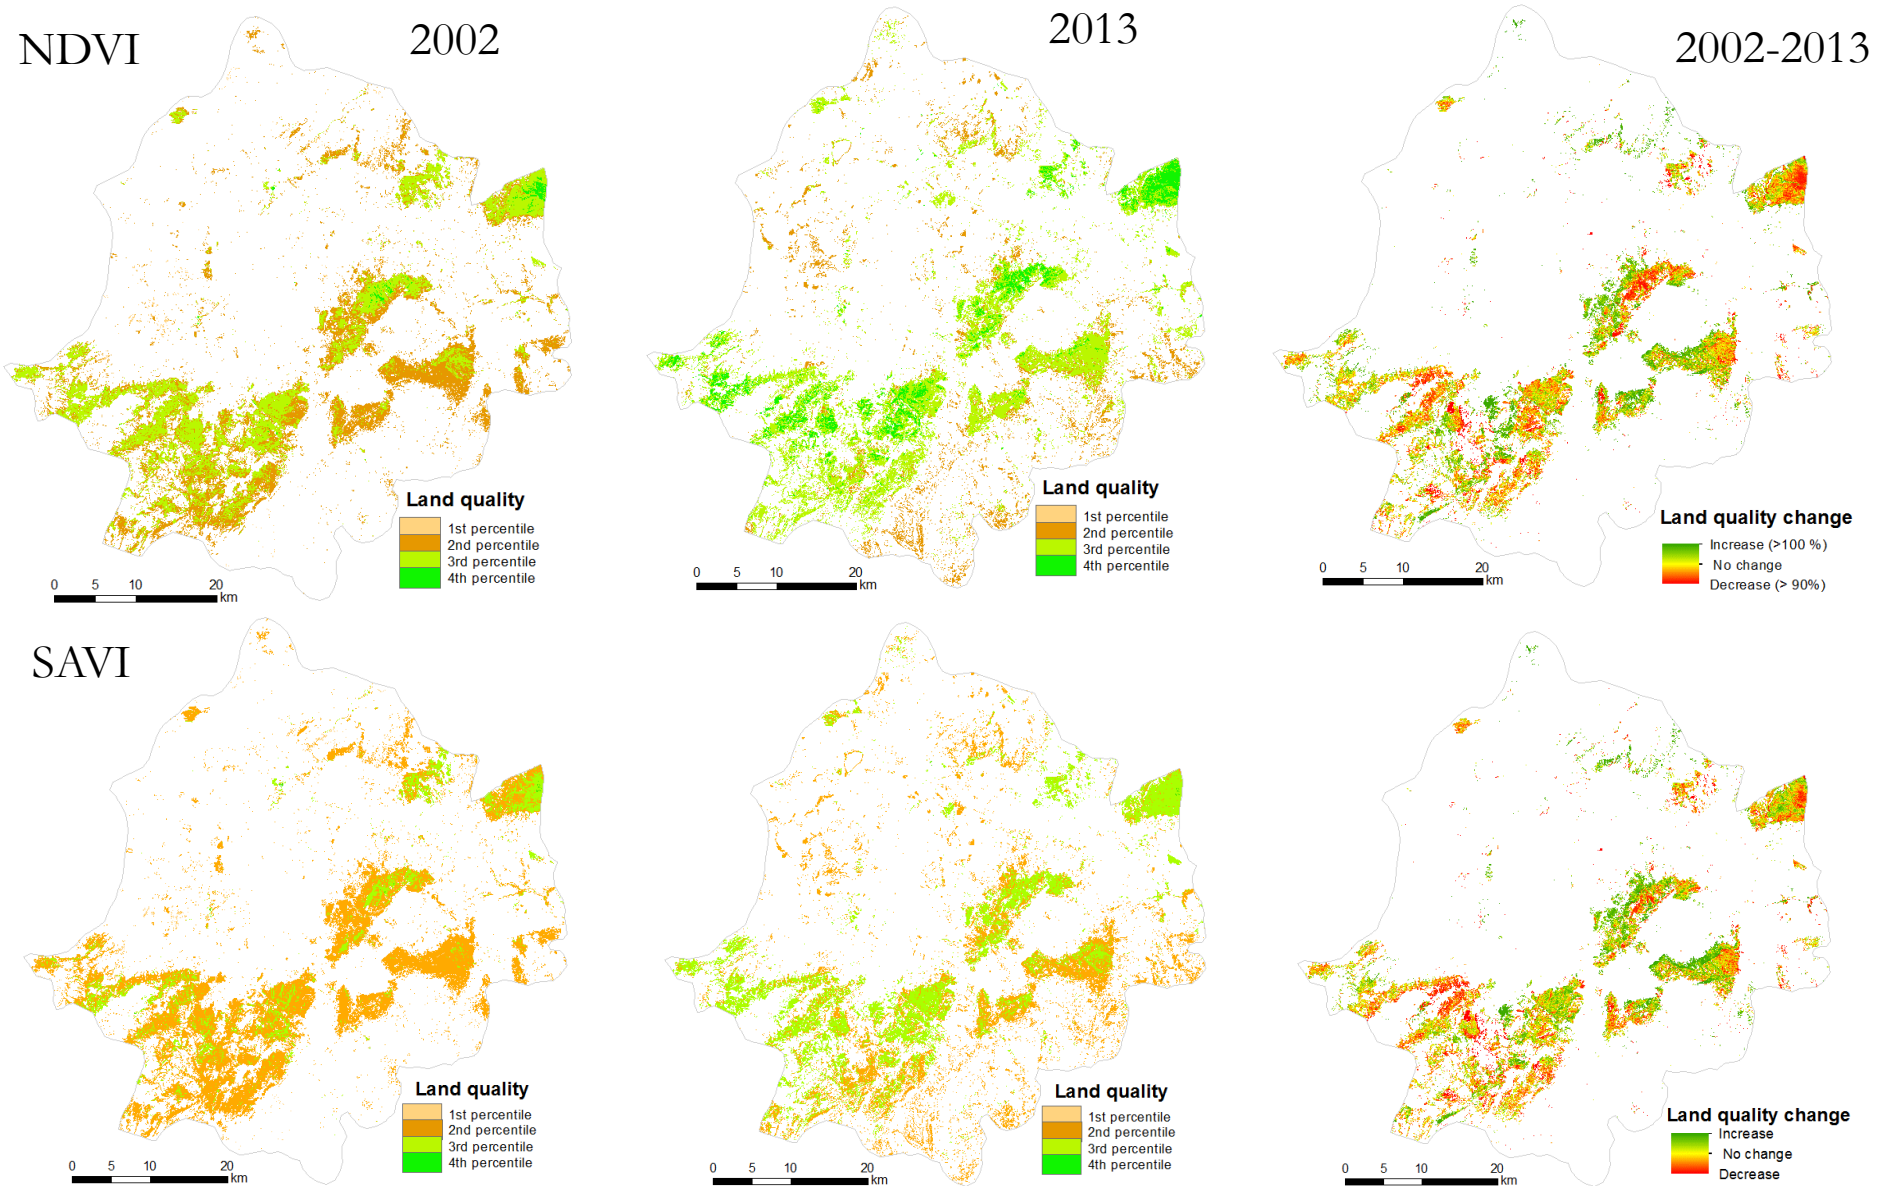 NDVI
2002
2013
2002-2013
Land quality
1st percentile
2nd percentile
3rd percentile
4th percentile
0 5 10 20
km
Land quality
1st percentile
2nd percentile
3rd percentile
4th percentile
0 5 10 20
km
Land quality change
Increase (>100 %)
No change
Decrease (> 90%)
0 5 10 20
km
SAVI
Land quality
1st percentile
2nd percentile
3rd percentile
4th percentile
0 5 10 20
km
Land quality
1st percentile
2nd percentile
3rd percentile
4th percentile
0 5 10 20
km
Land quality change
Increase
No change
Decrease
0 5 10 20
km